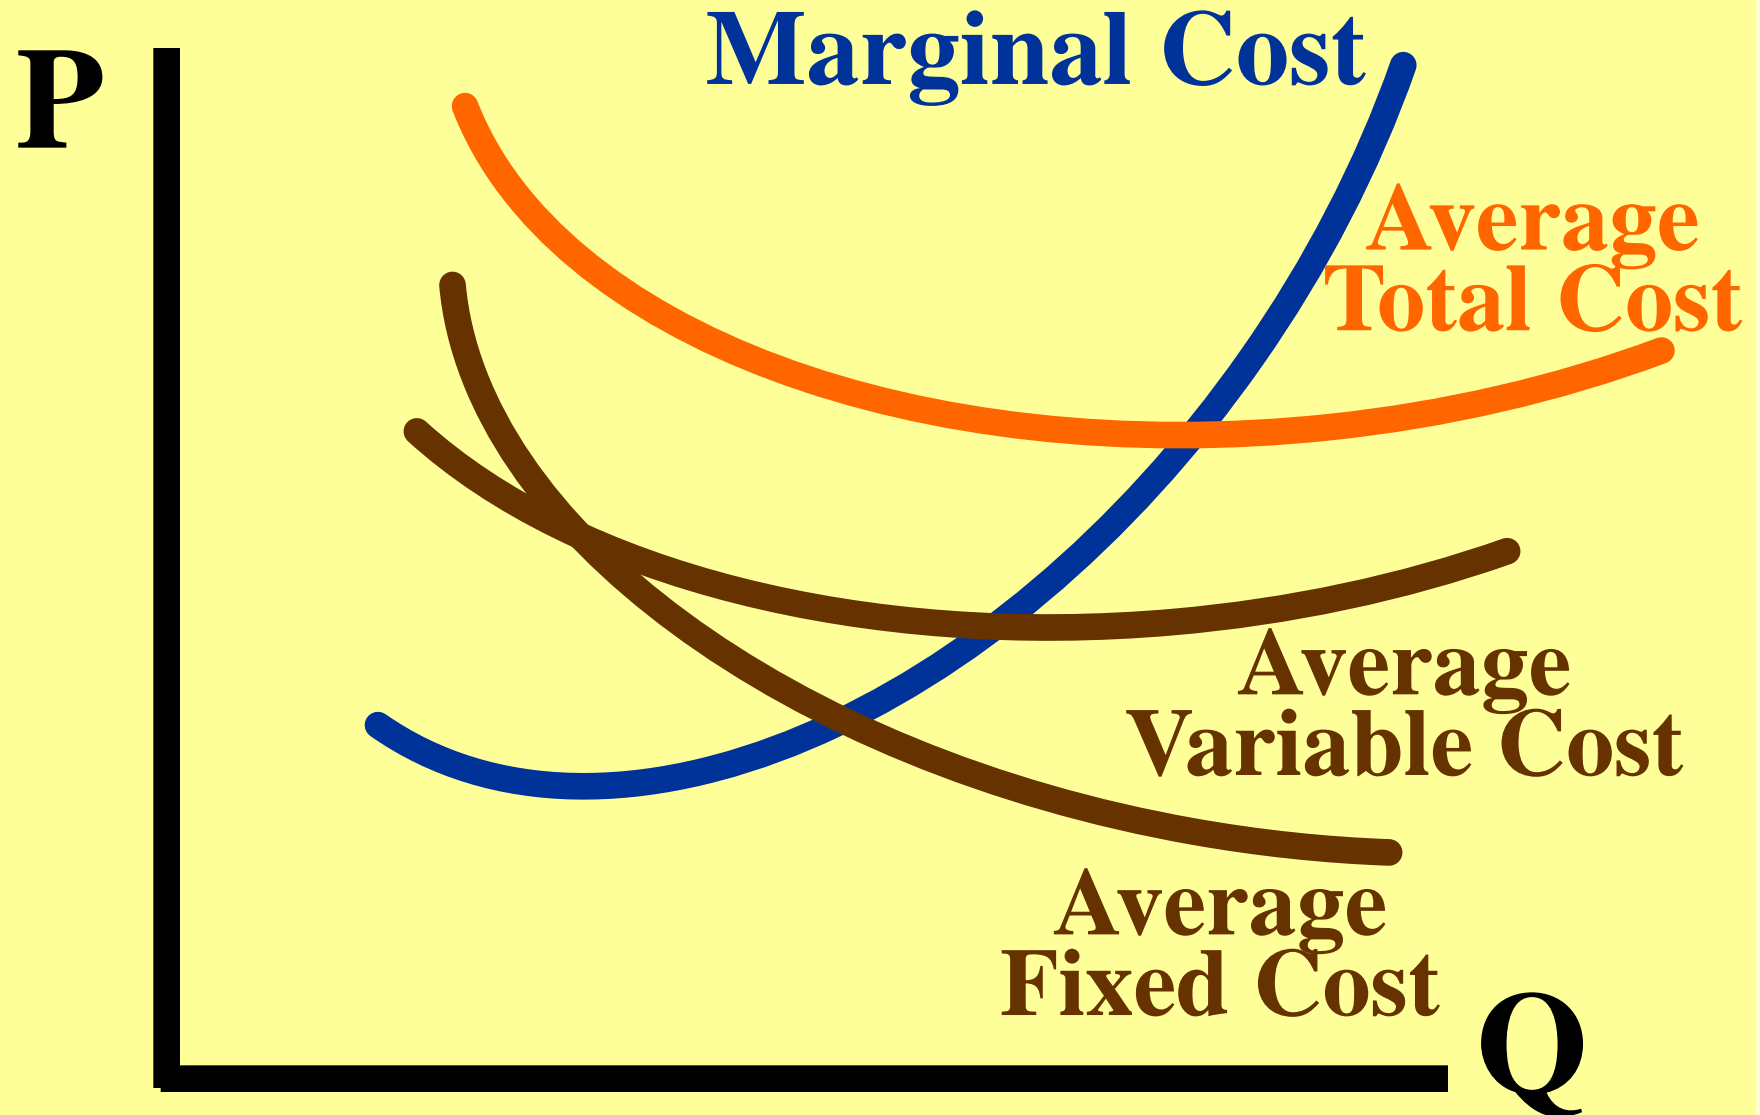 Marginal Cost
P
Average
Total Cost
Average
Variable Cost
Average
Fixed Cost
Q